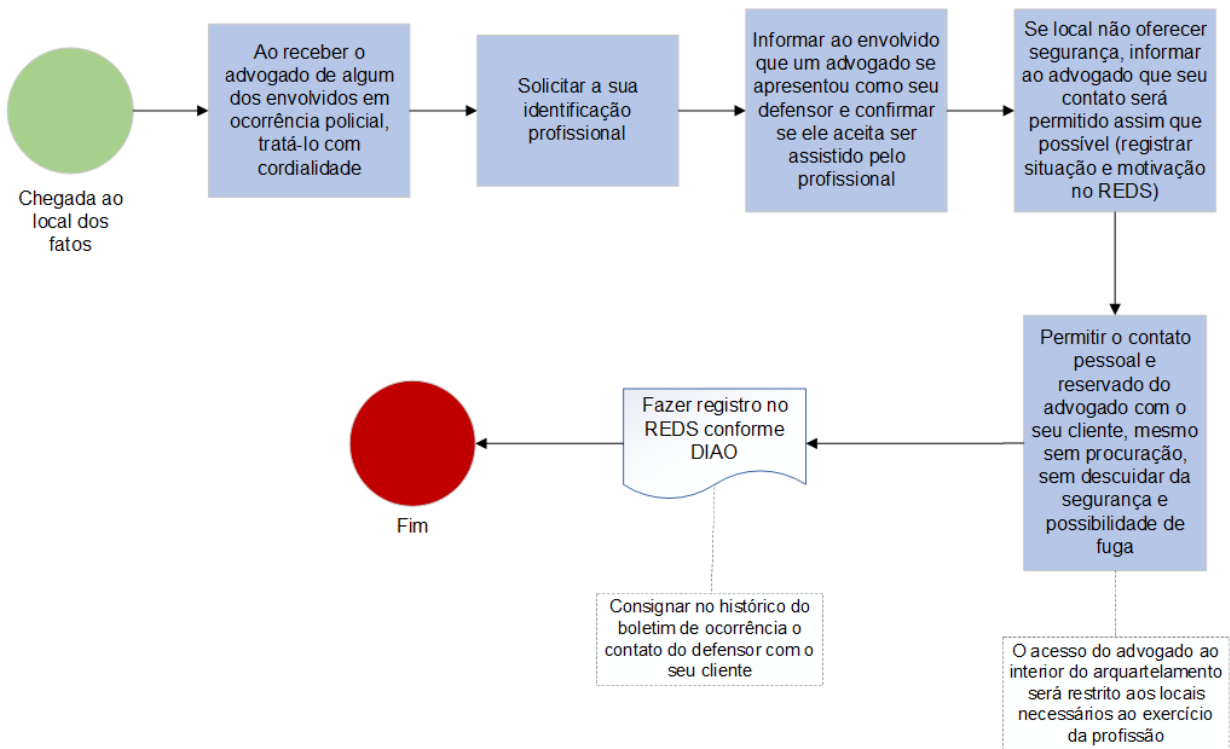 Chegada ao
local dos
fatos
Ao receber o
advogado de algum
dos envolvidos em
ocorrência policial,
tratá-lo com
cordialidade
Solicitar a sua
identificação
profissional
Informar ao envolvido
que um advogado se
apresentou como seu
defensor e confirmar
se ele aceita ser
assistido pelo
profissional
Se local não oferecer
segurança, informar
ao advogado que seu
contato será
permitido assim que
possível (registrar
situação e motivação
no REDS)
Permitir o contato
pessoal e
reservado do
advogado com o
seu cliente, mesmo
sem procuração,
sem descuidar da
segurança e
possibilidade de
fuga
O acesso do advogado ao
interior do arquartelamento
será restrito aos locais
necessários ao exercício
da profissão
Fazer registro no
REDS conforme
DIAO
Consignar no histórico do
boletim de ocorrência o
contato do defensor com o
seu cliente
Fim